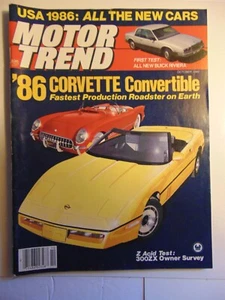 USA 1986: ALL THE NEW CARS
MOTOR
TREND
FIRST TEST:
ALL NEW BUICK RIVIERA
'86 CORVETTE Convertible
Fastest Production Roadster on Earth
Z Acid Test:
300ZX Owner Survey